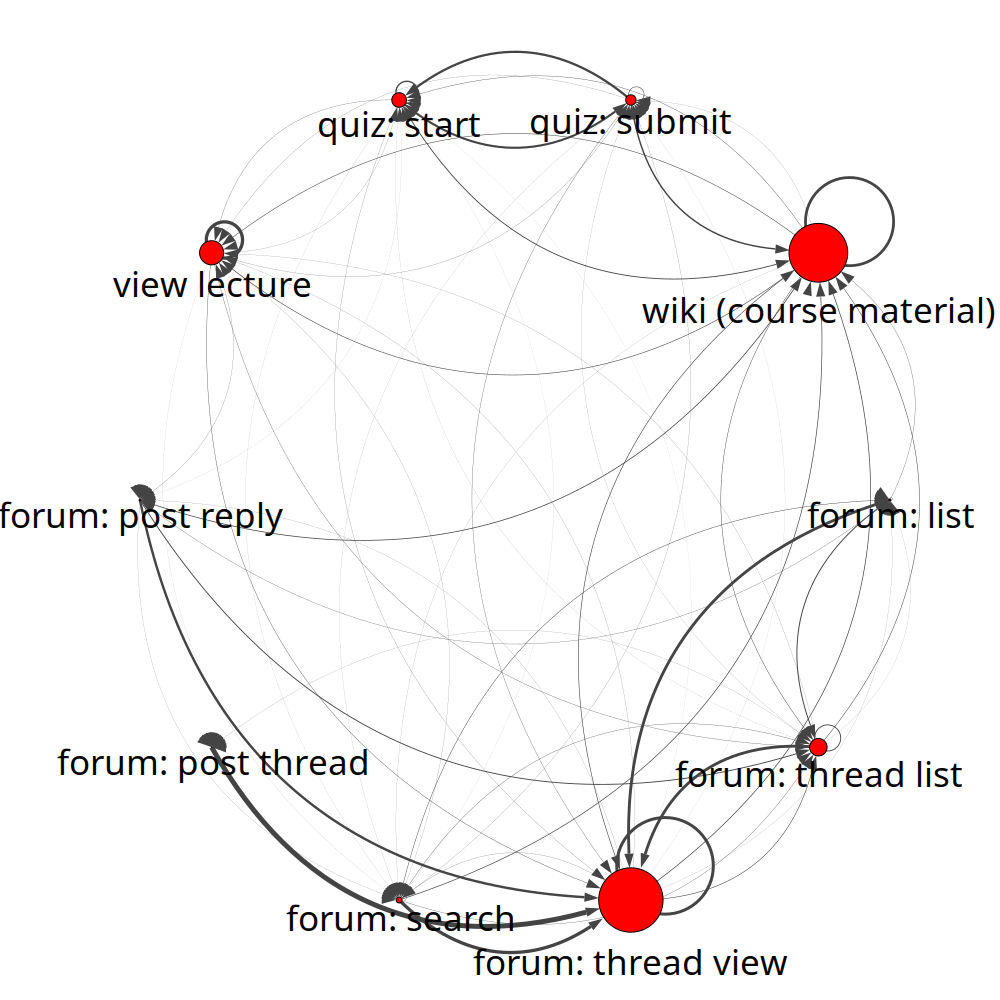 quiz: start
quiz: submit
view lecture
wiki (course material)
forum: post reply
forum: list
forum: post thread
forum: thread list
forum: search
forum: thread view